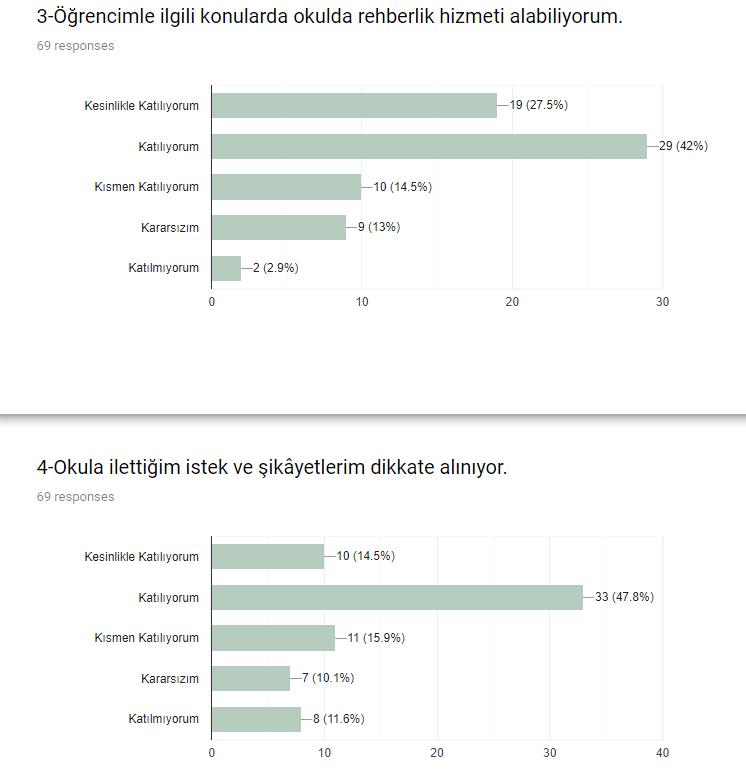 3-Öğrencimle ilgili konularda okulda rehberlik hizmeti alabiliyorum.
69 responses
Kesinlikle Katılıyorum 19 (27.5%)
Katılıyorum 29 (42%)
Kısmen Katılıyorum 10 (14.5%)
Kararsızım 9 (13%)
Katılmıyorum 2 (2.9%)
0 10 20 30
4-Okula ilettiğim istek ve şikâyetlerim dikkate alınıyor.
69 responses
Kesinlikle Katılıyorum 10 (14.5%)
Katılıyorum 33 (47.8%)
Kısmen Katılıyorum 11 (15.9%)
Kararsızım 7 (10.1%)
Katılmıyorum 8 (11.6%)
0 10 20 30 40